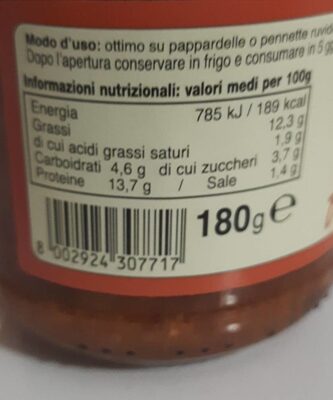 Modo d'uso: ottimo su pappardelle o pennette
Dopo l'apertura conservare in frigo e consumare in 5
Informazioni nutrizionali: valori medi per 100g
Energia 785 kJ / 189 kcal
Grassi 12,3 g
di cui acidi grassi saturi 1,9 g
Carboidrati 4,6 g di cui zuccheri 3,7 g
Proteine 13,7 g / Sale 1,4 g
180g e
8 002924 307717